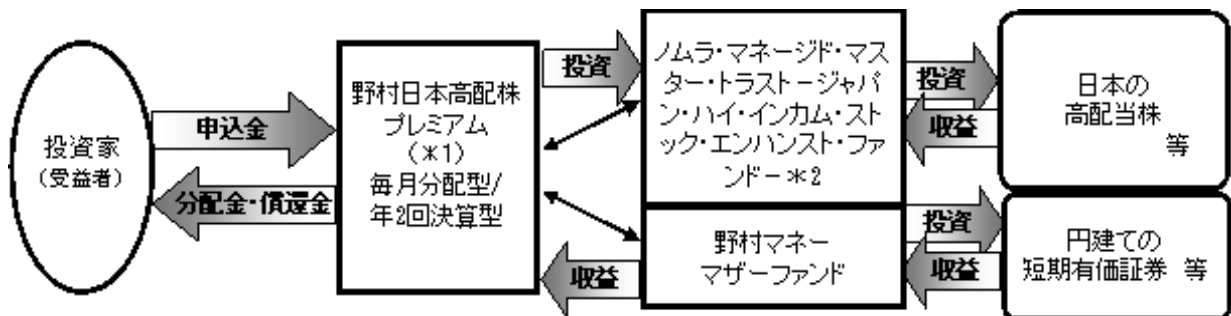 投資家
(受益者)
申込金
分配金・償還金
野村日本高配株
プレミアム
(*1)
毎月分配型/
年2回決算型
投資
収益
ノムラ・マネージド・マス
ター・トラストージャパ
ン・ハイ・インカム・スト
ック・エンハンスト・ファ
ンドー*2
野村マネー
マザーファンド
投資
収益
投資
収益
日本の
高配当株
等
円建ての
短期有価証券 等